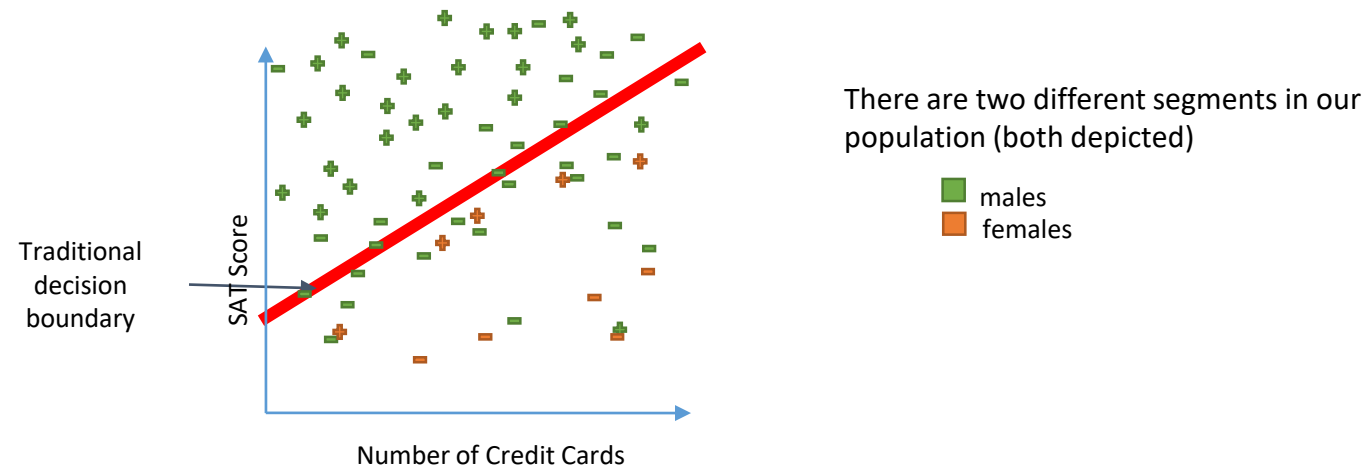 There are two different segments in our
population (both depicted)
males
females
Traditional
decision
boundary
SAT Score
Number of Credit Cards